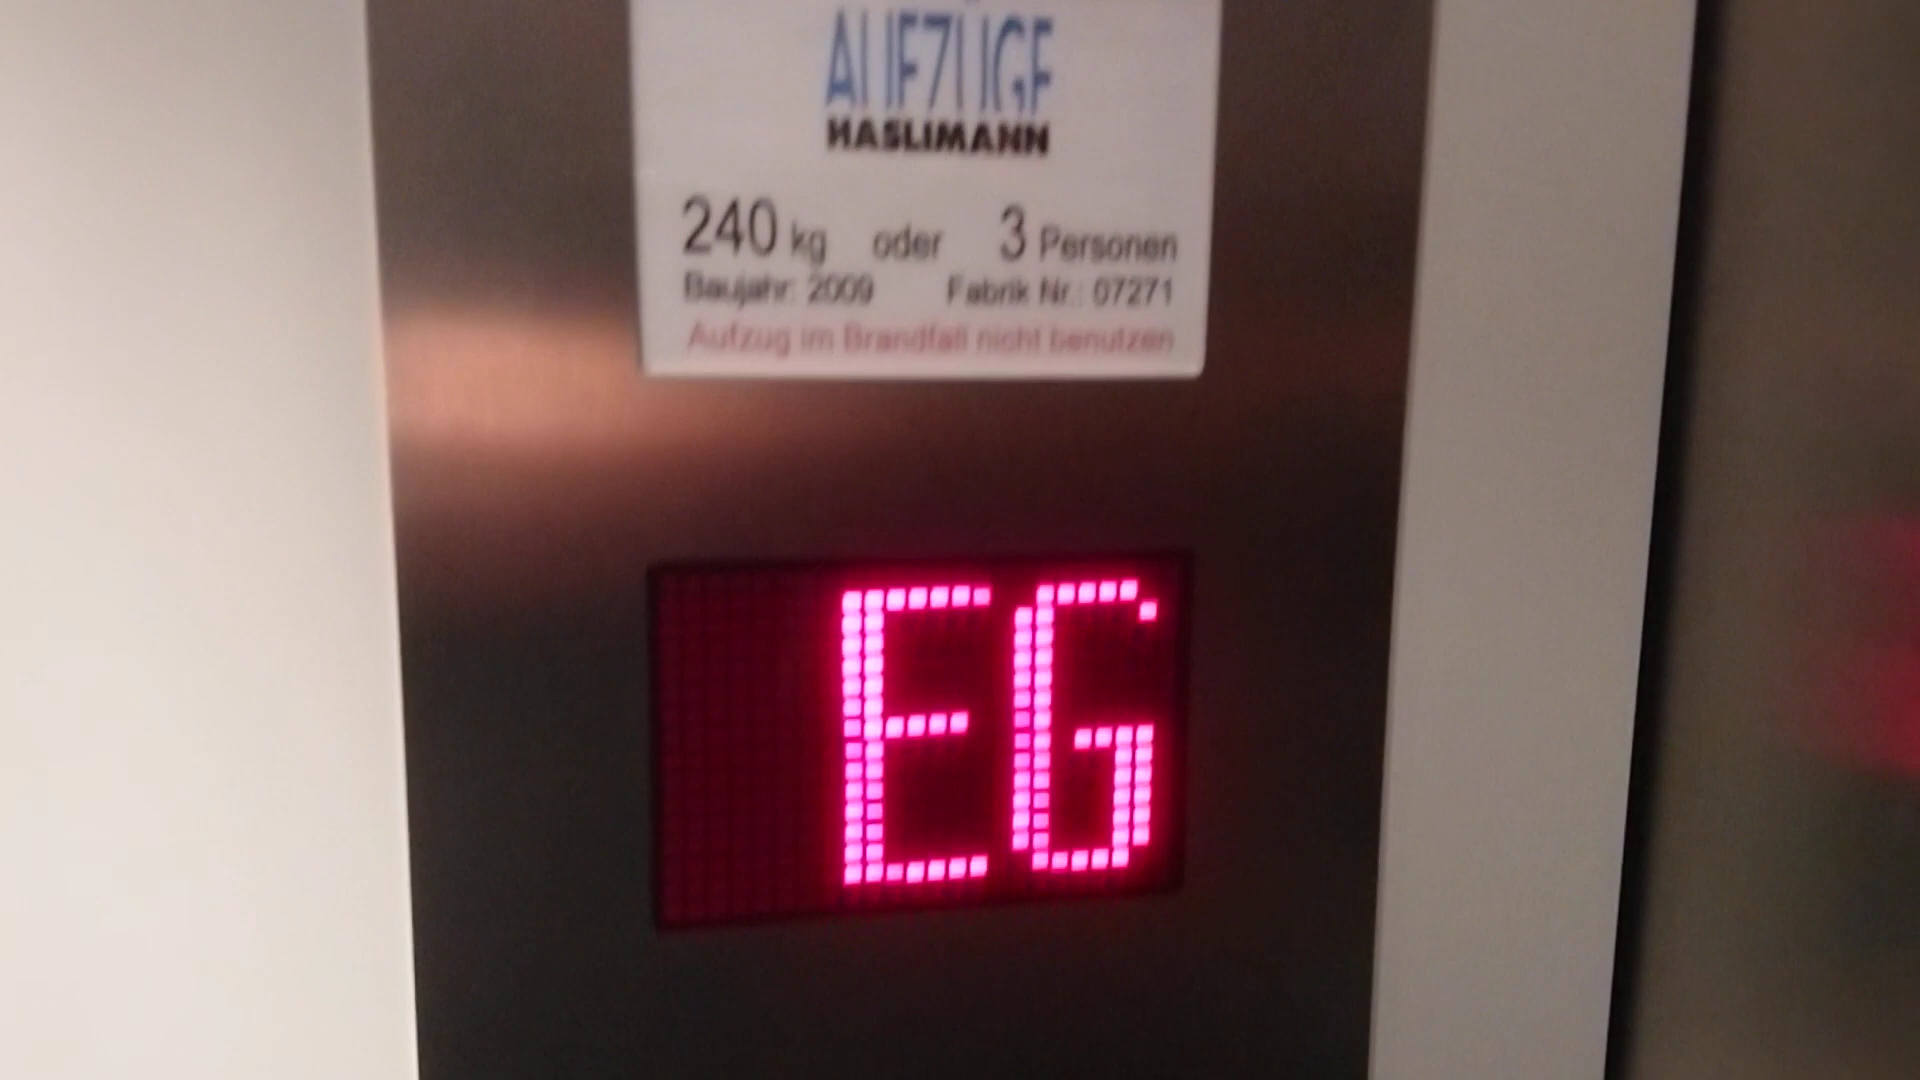 AUFZÜGE
HASLIMANN
240 kg oder 3 Personen
Baujahr: 2009 Fabrik Nr.: 07271
Aufzug im Brandfall nicht benutzen
EG